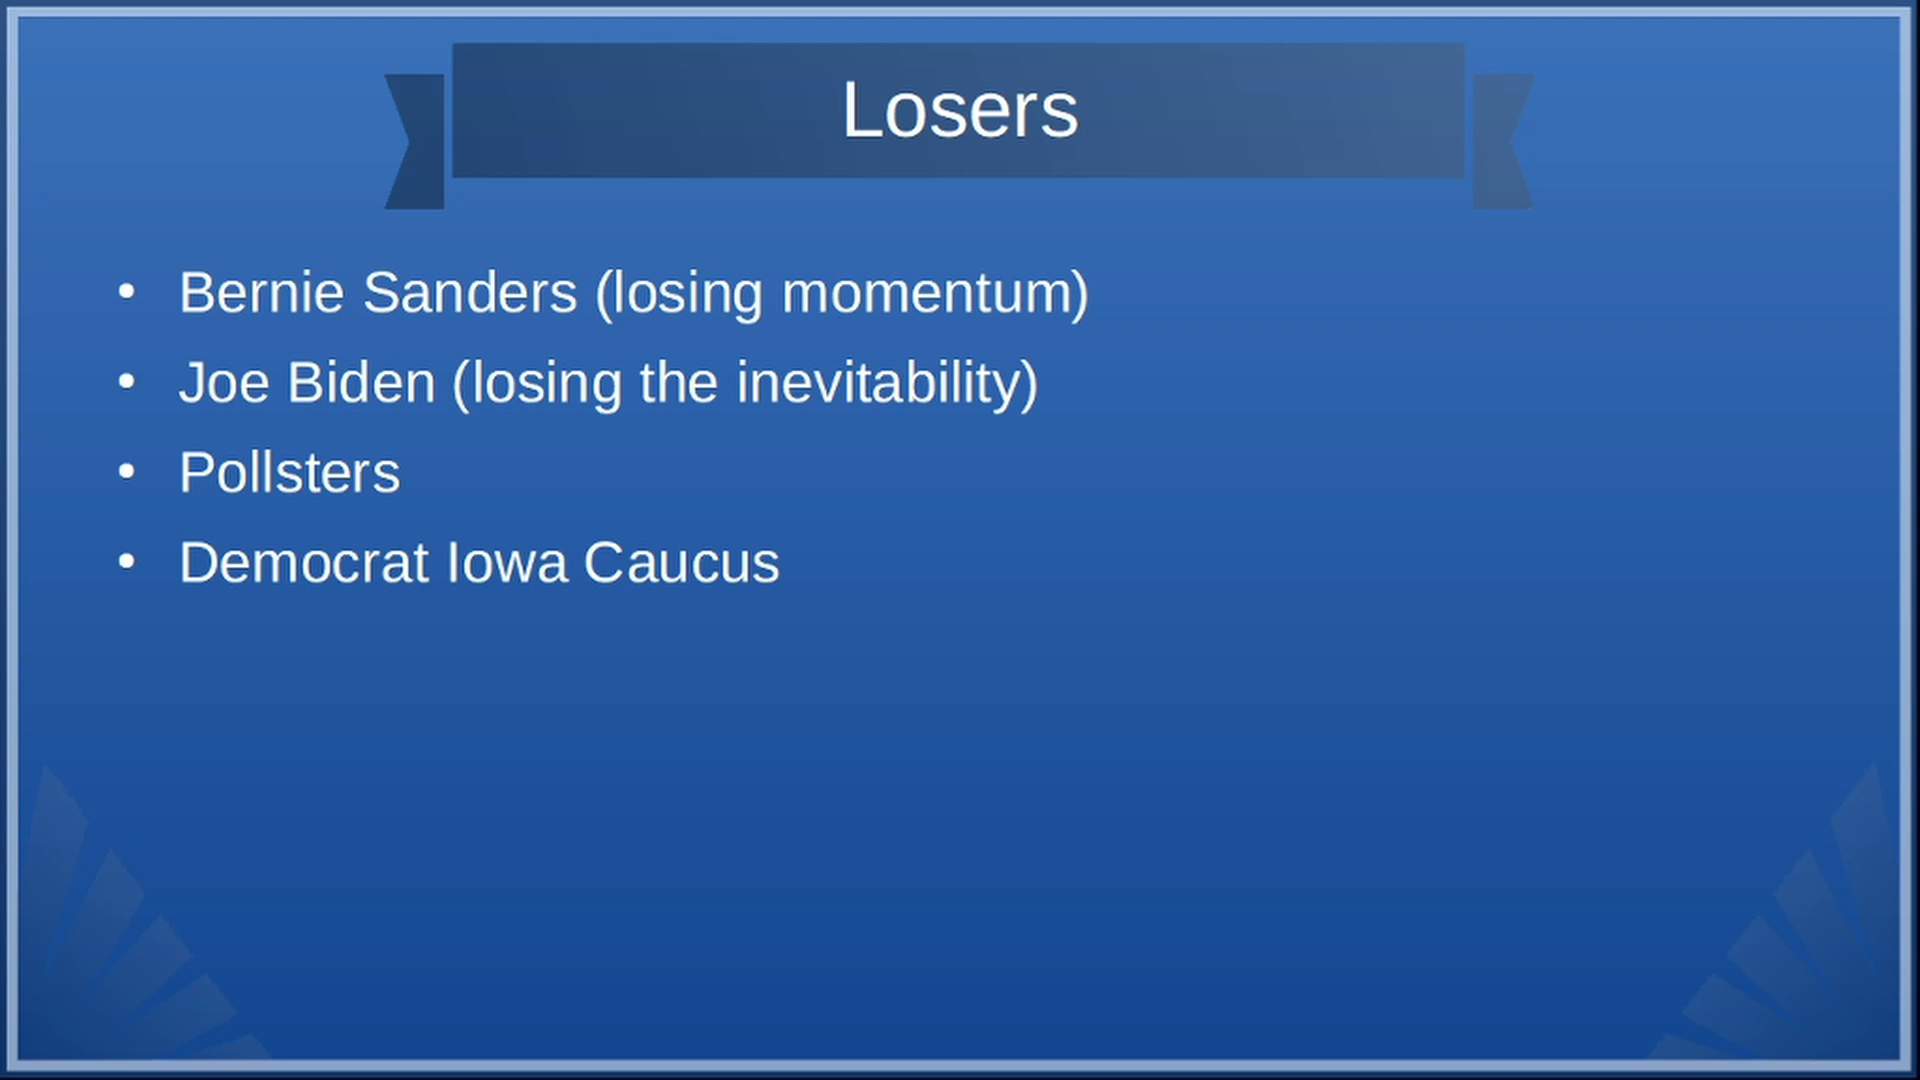 Losers
• Bernie Sanders (losing momentum)
• Joe Biden (losing the inevitability)
• Pollsters
• Democrat Iowa Caucus